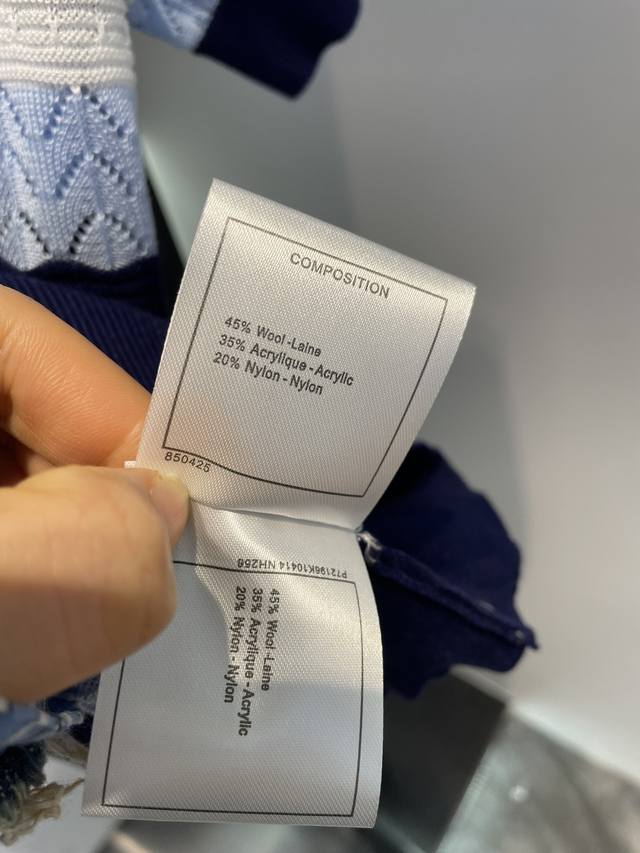 COMPOSITION
45% Wool-Laine
35% Acrylique-Acrylic
20% Nylon-Nylon
850425
P72196K10414 NH256
45% Wool-Laine
35% Acrylique-Acrylic
20% Nylon-Nylon